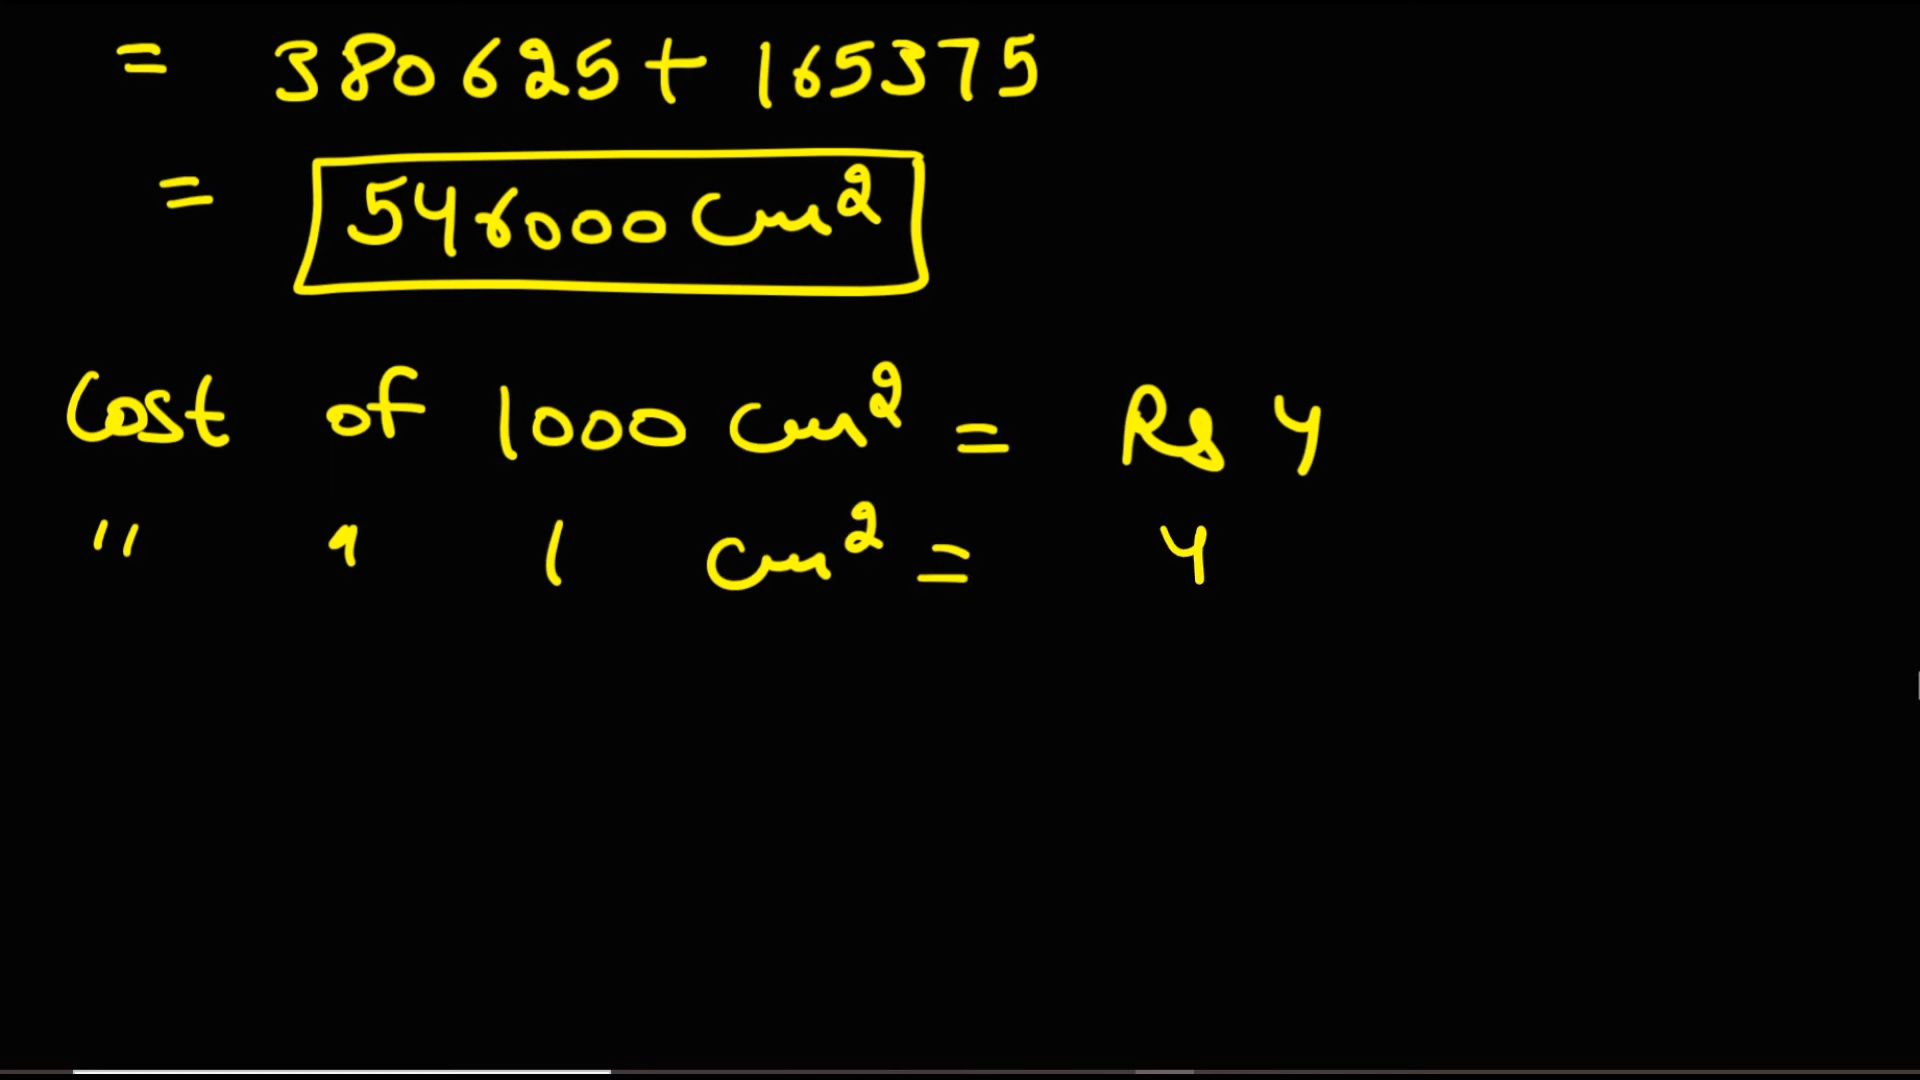 = 380625 + 165375
= 546000 cm²
Cost of 1000 cm² = Rs 4
" " 1 cm² = 4